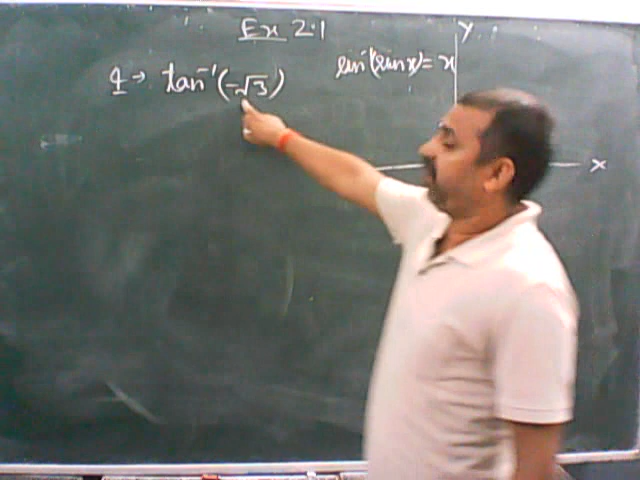 Ex 2.1
4 → tan⁻¹(-√3)
sin⁻¹(sin x) = x
Y
X